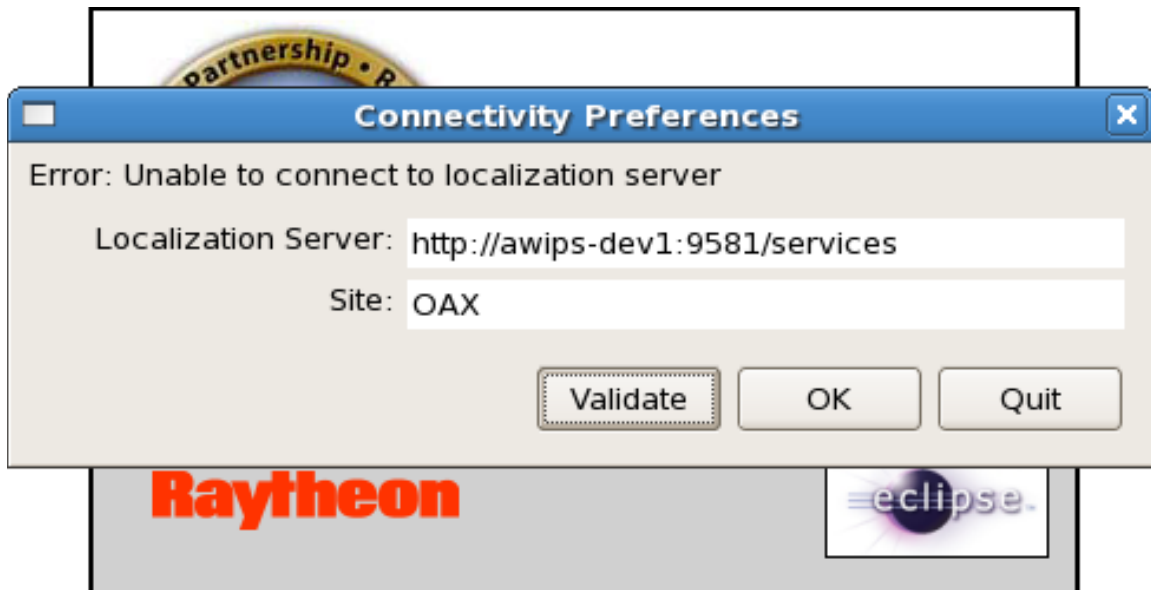 Partnership • R
Connectivity Preferences
Error: Unable to connect to localization server
Localization Server: http://awips-dev1:9581/services
Site: OAX
Validate OK Quit
Raytheon
eclipse